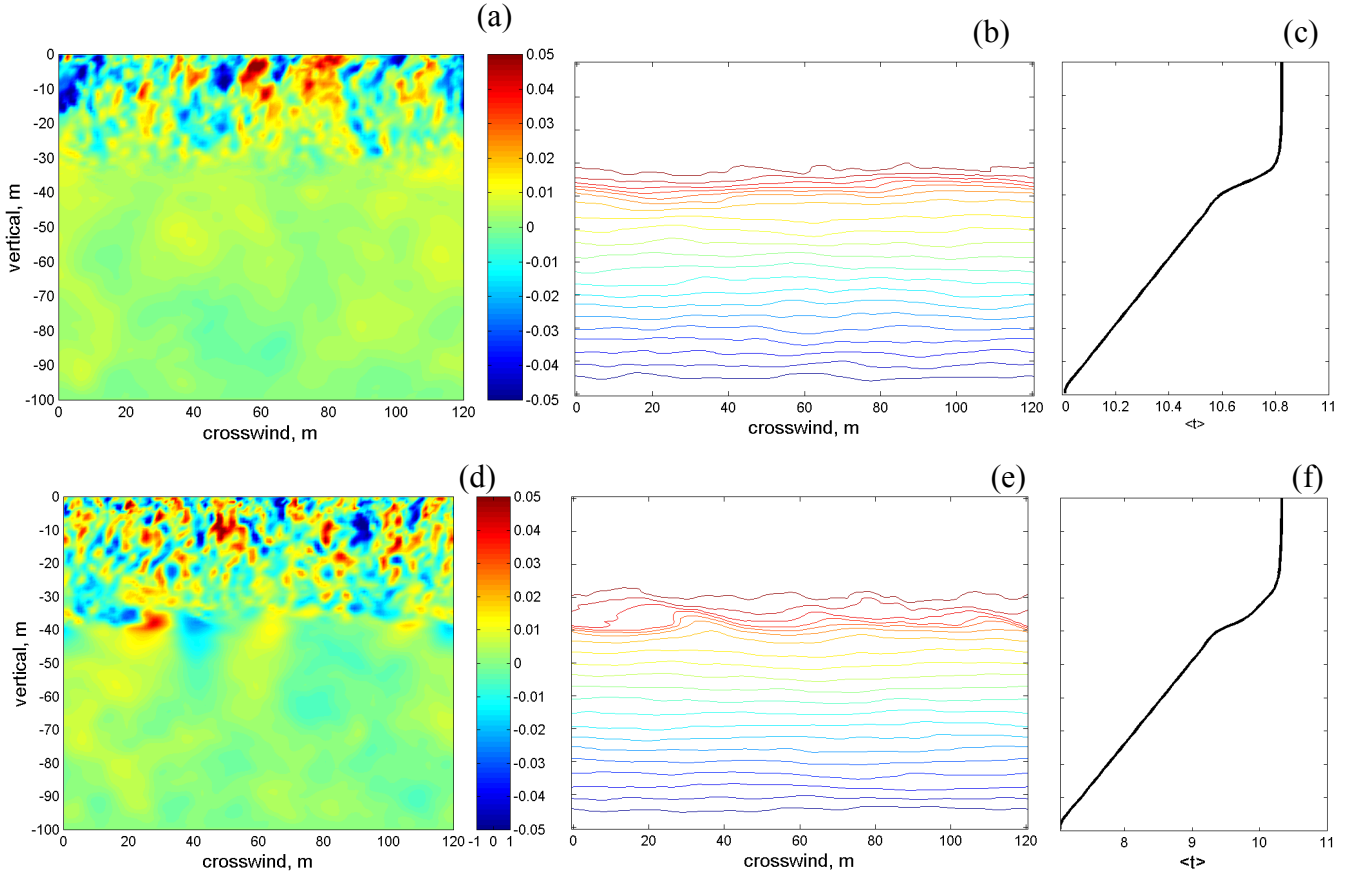 (a)
(b)
(c)
0
-10
-20
-30
-40
-50
-60
-70
-80
-90
-100
vertical, m
0 20 40 60 80 100 120
crosswind, m
0.05
0.04
0.03
0.02
0.01
0
-0.01
-0.02
-0.03
-0.04
-0.05
0 20 40 60 80 100 120
crosswind, m
0 10.2 10.4 10.6 10.8 11
<t>
(d)
(e)
(f)
0
-10
-20
-30
-40
-50
-60
-70
-80
-90
-100
vertical, m
0 20 40 60 80 100 120
crosswind, m
0.05
0.04
0.03
0.02
0.01
0
-0.01
-0.02
-0.03
-0.04
-0.05
-1 0 1
0 20 40 60 80 100 120
crosswind, m
8 9 10 11
<t>